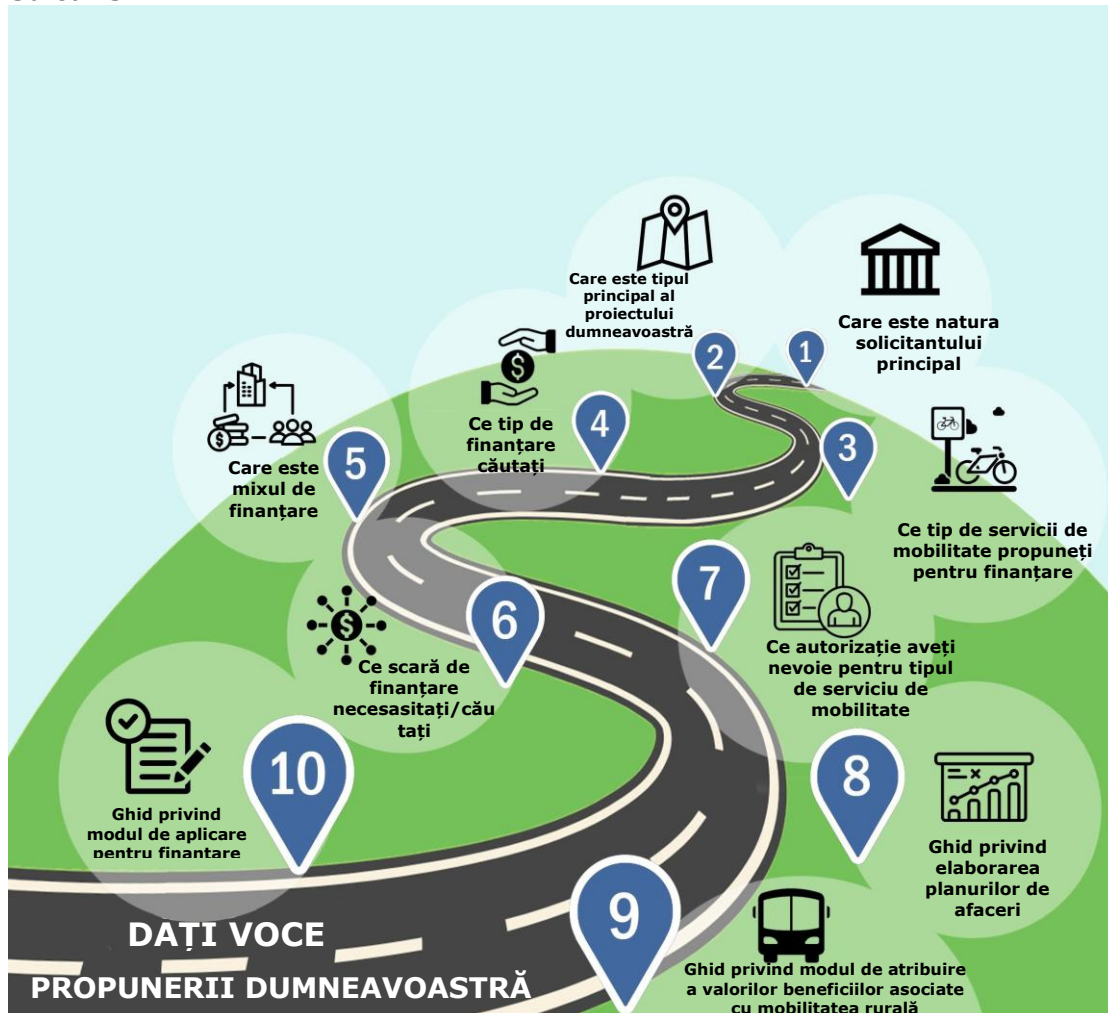 1
Care este natura
solicitantului
principal
2
Care este tipul
principal al
proiectului
dumneavoastră
3
Ce tip de servicii de
mobilitate propuneți
pentru finanțare
4
Ce tip de
finanțare
căutați
5
Care este
mixul de
finanțare
6
Ce scară de
finanțare
necesasitați/cău
tați
7
Ce autorizație aveți
nevoie pentru tipul
de serviciu de
mobilitate
8
Ghid privind
elaborarea
planurilor de
afaceri
9
Ghid privind modul de atribuire
a valorilor beneficiilor asociate
cu mobilitatea rurală
10
Ghid privind
modul de aplicare
pentru finanțare
DAȚI VOCE
PROPUNERII DUMNEAVOASTRĂ